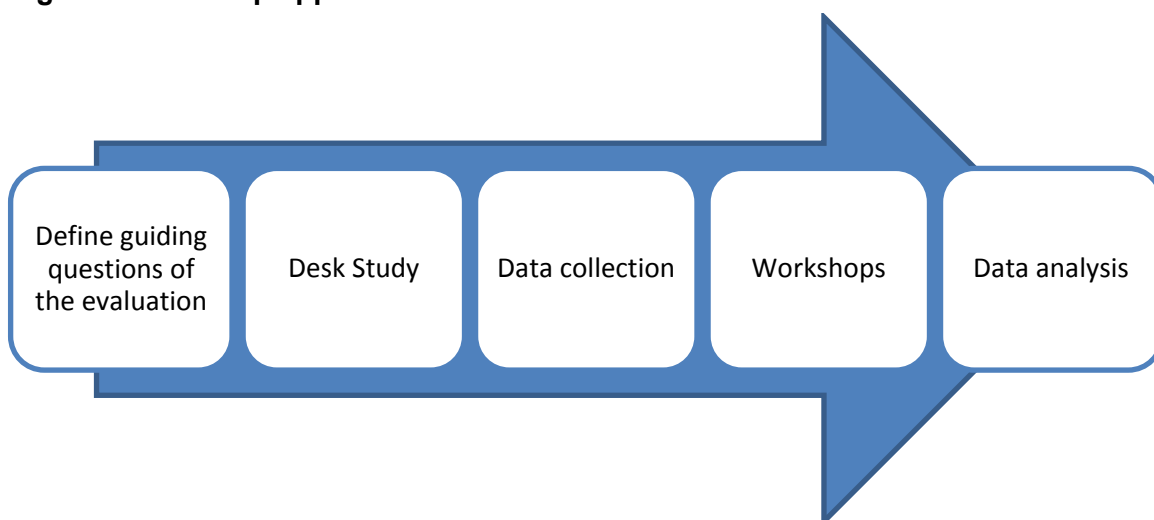 Define guiding
questions of
the evaluation
Desk Study
Data collection
Workshops
Data analysis